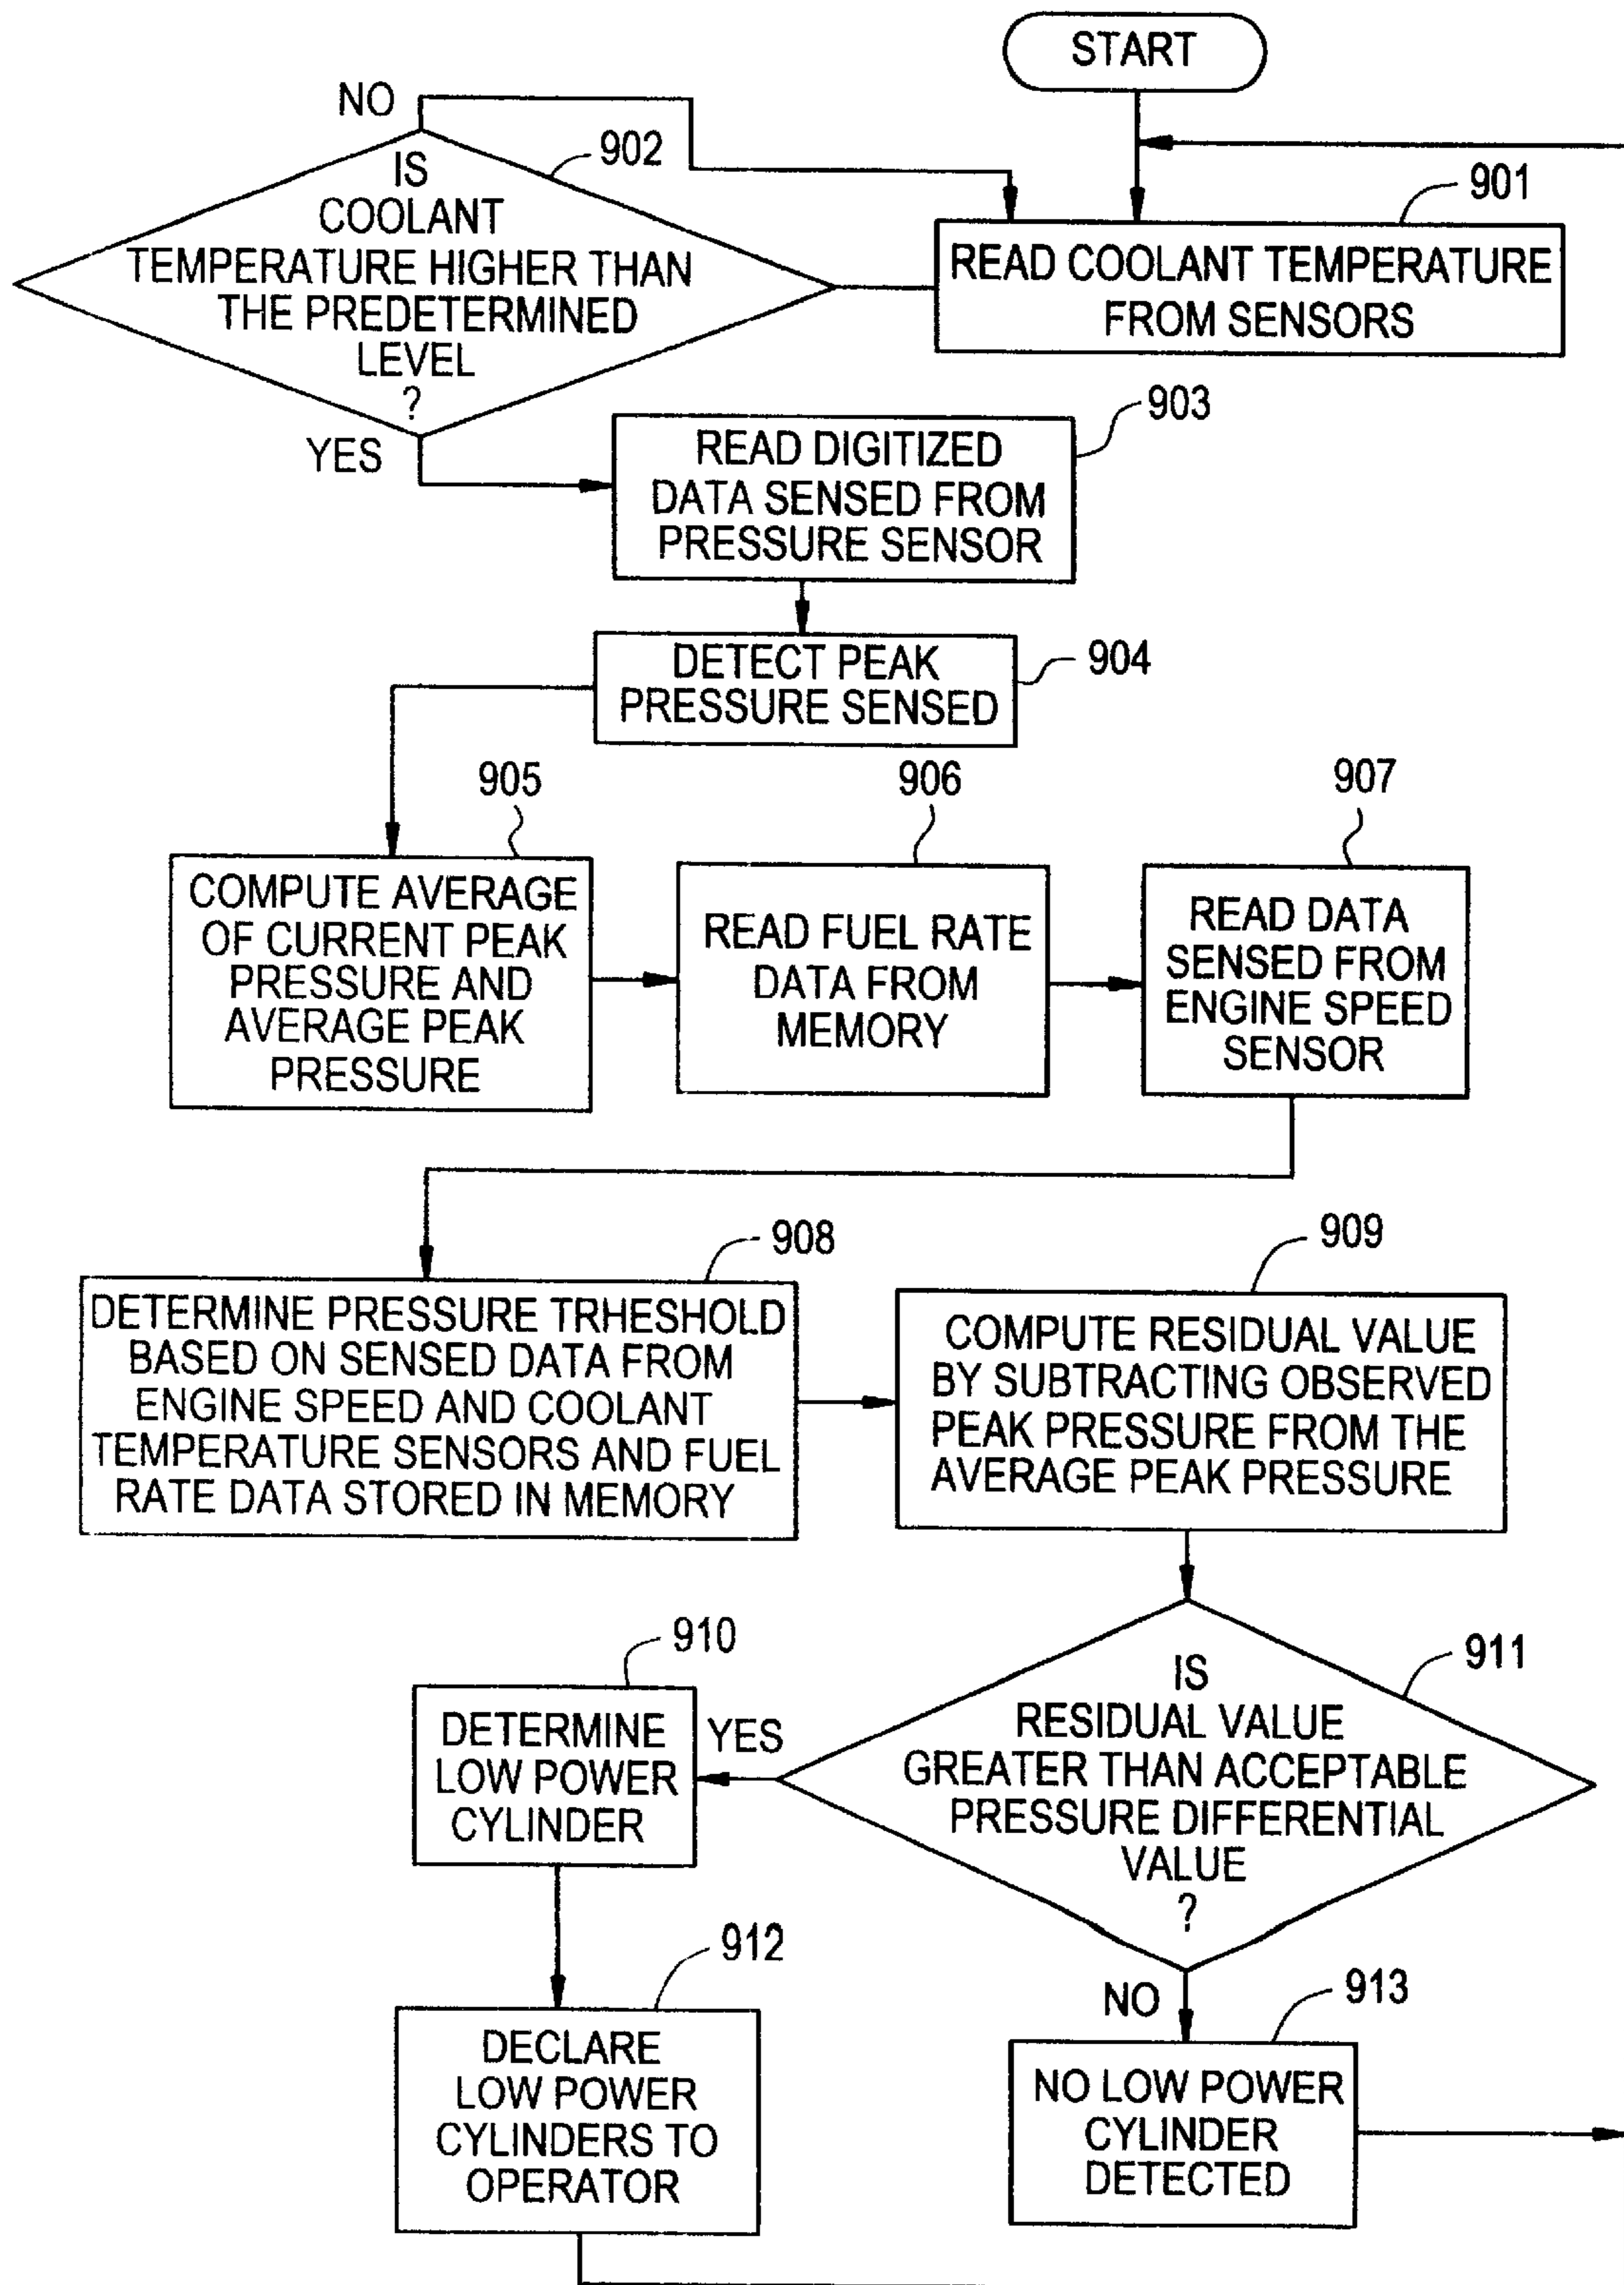 START
NO
902
IS
COOLANT
TEMPERATURE HIGHER THAN
THE PREDETERMINED
LEVEL
?
901
READ COOLANT TEMPERATURE
FROM SENSORS
YES
903
READ DIGITIZED
DATA SENSED FROM
PRESSURE SENSOR
DETECT PEAK
PRESSURE SENSED
904
905
COMPUTE AVERAGE
OF CURRENT PEAK
PRESSURE AND
AVERAGE PEAK
PRESSURE
906
READ FUEL RATE
DATA FROM
MEMORY
907
READ DATA
SENSED FROM
ENGINE SPEED
SENSOR
908
DETERMINE PRESSURE TRHESHOLD
BASED ON SENSED DATA FROM
ENGINE SPEED AND COOLANT
TEMPERATURE SENSORS AND FUEL
RATE DATA STORED IN MEMORY
909
COMPUTE RESIDUAL VALUE
BY SUBTRACTING OBSERVED
PEAK PRESSURE FROM THE
AVERAGE PEAK PRESSURE
911
IS
RESIDUAL VALUE
GREATER THAN ACCEPTABLE
PRESSURE DIFFERENTIAL
VALUE
?
YES
910
DETERMINE
LOW POWER
CYLINDER
912
DECLARE
LOW POWER
CYLINDERS TO
OPERATOR
NO
913
NO LOW POWER
CYLINDER
DETECTED